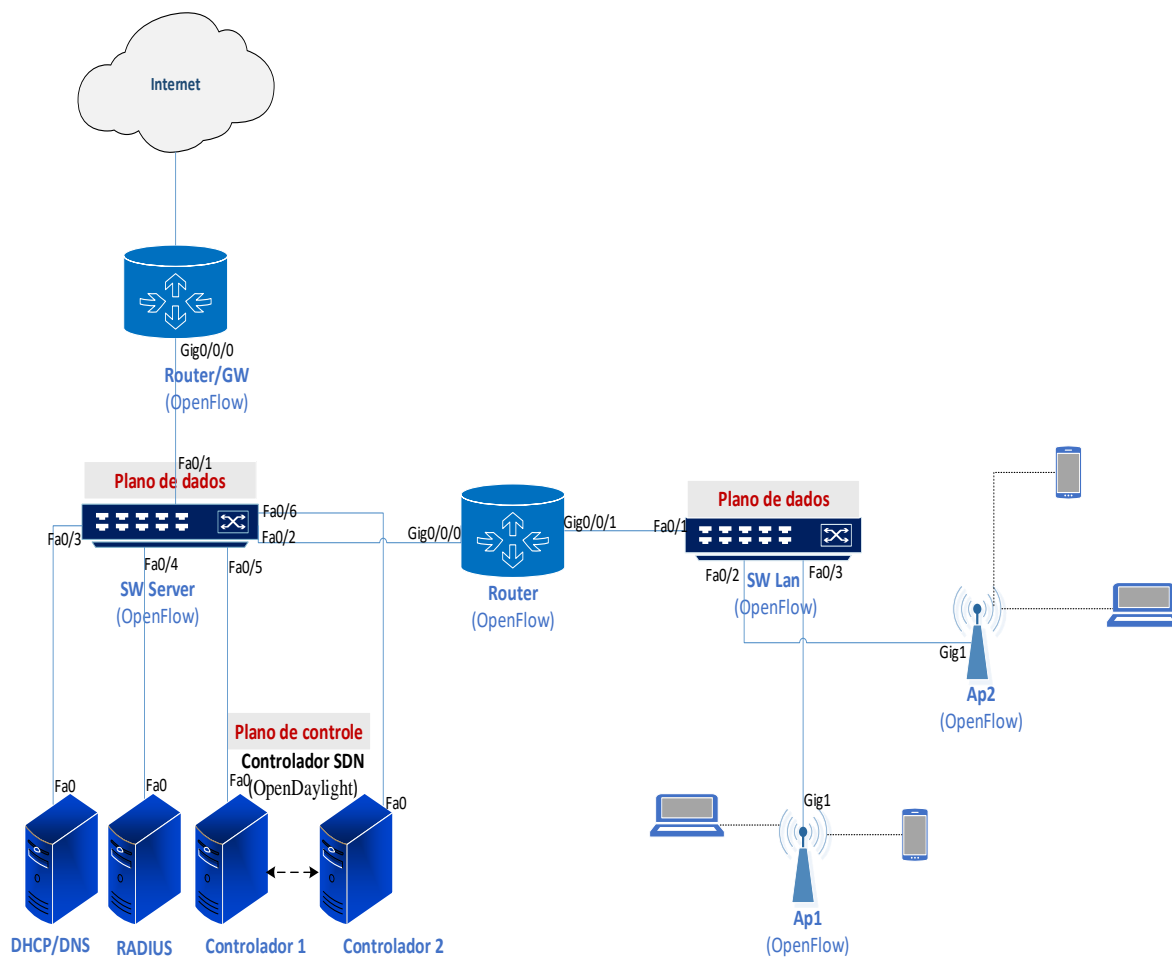 Internet
Gig0/0/0
Router/GW
(OpenFlow)
Fa0/1
Plano de dados
Fa0/6
Fa0/3
Fa0/2
Fa0/4
Fa0/5
SW Server
(OpenFlow)
Gig0/0/0
Gig0/0/1
Router
(OpenFlow)
Plano de dados
Fa0/1
Fa0/2
Fa0/3
SW Lan
(OpenFlow)
Gig1
Ap2
(OpenFlow)
Plano de controle
Controlador SDN
(OpenDaylight)
Fa0
Fa0
Fa0
Fa0
Gig1
Ap1
(OpenFlow)
DHCP/DNS
RADIUS
Controlador 1
Controlador 2